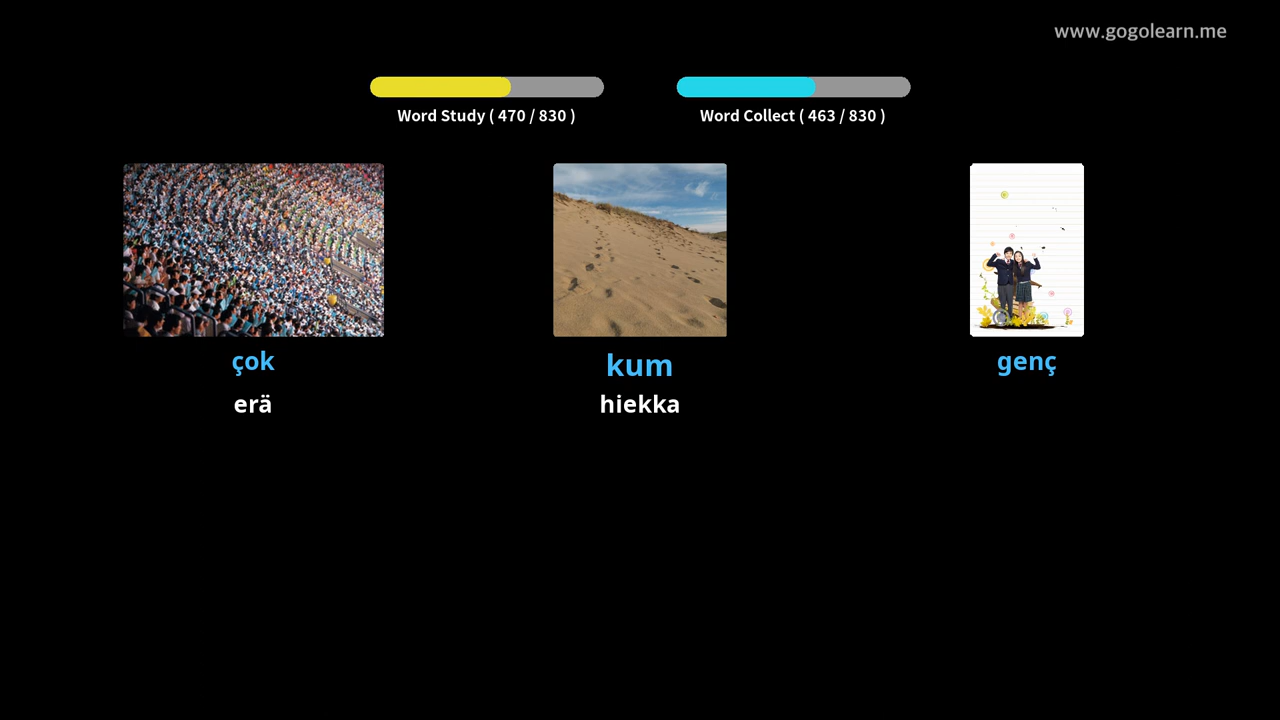 www.gogolearn.me
Word Study ( 470 / 830 )
Word Collect ( 463 / 830 )
çok
kum
genç
erä
hiekka